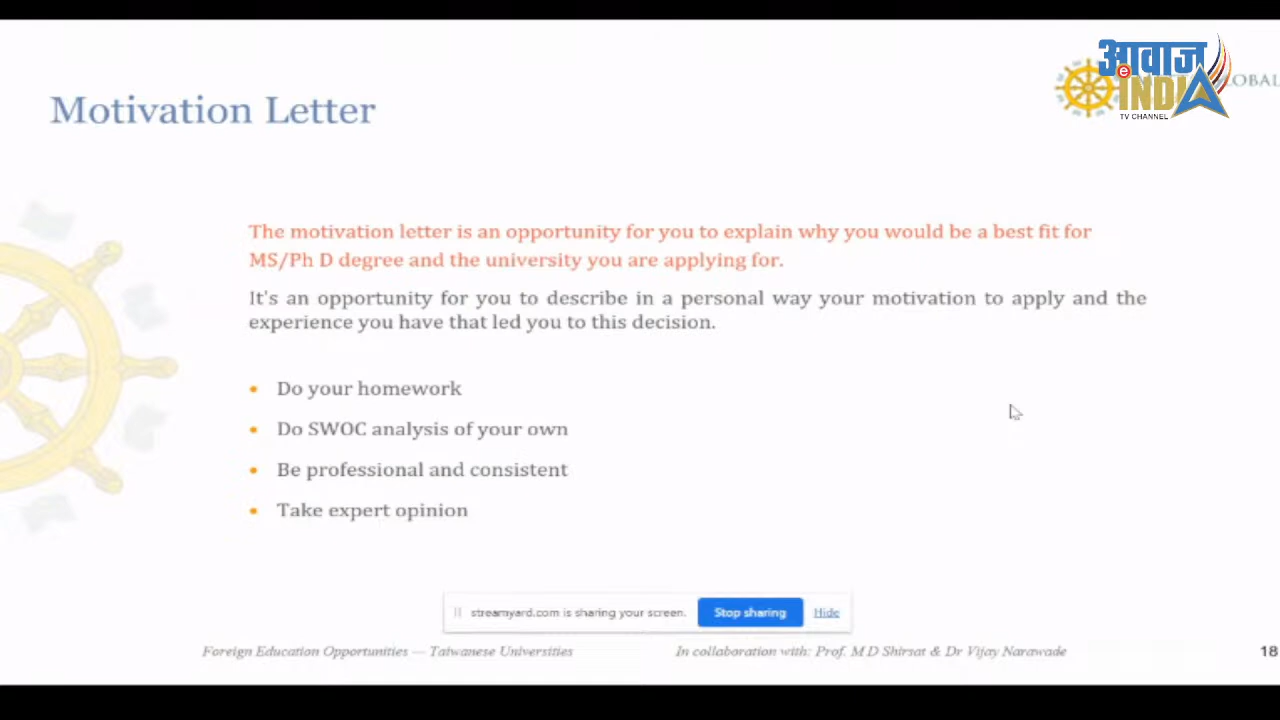 आवाज
e
INDIA
TV CHANNEL
OBAL
Motivation Letter
The motivation letter is an opportunity for you to explain why you would be a best fit for
MS/Ph D degree and the university you are applying for.
It's an opportunity for you to describe in a personal way your motivation to apply and the
experience you have that led you to this decision.
• Do your homework
• Do SWOC analysis of your own
• Be professional and consistent
• Take expert opinion
streamyard.com is sharing your screen. Stop sharing Hide
Foreign Education Opportunities — Taiwanese Universities In collaboration with: Prof. M D Shirsat & Dr Vijay Narawade 18